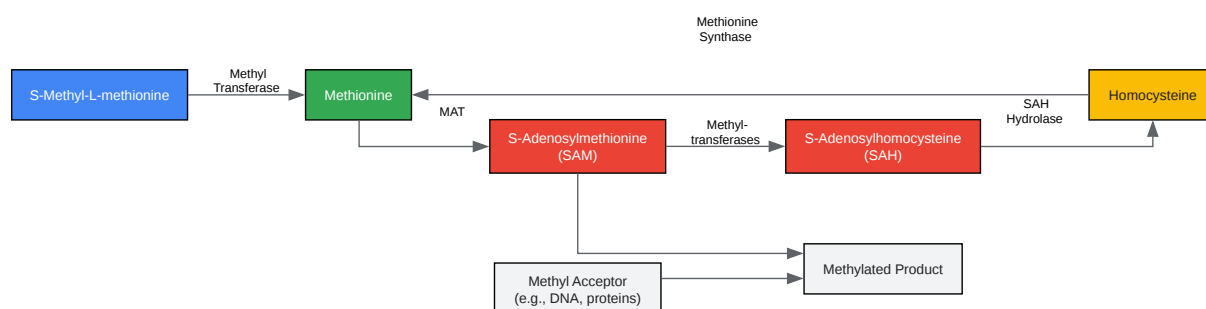 Methionine
Synthase
Methyl
Transferase
S-Methyl-L-methionine
Methionine
Homocysteine
MAT
SAH
Hydrolase
S-Adenosylmethionine
(SAM)
Methyl-
transferases
S-Adenosylhomocysteine
(SAH)
Methylated Product
Methyl Acceptor
(e.g., DNA, proteins)